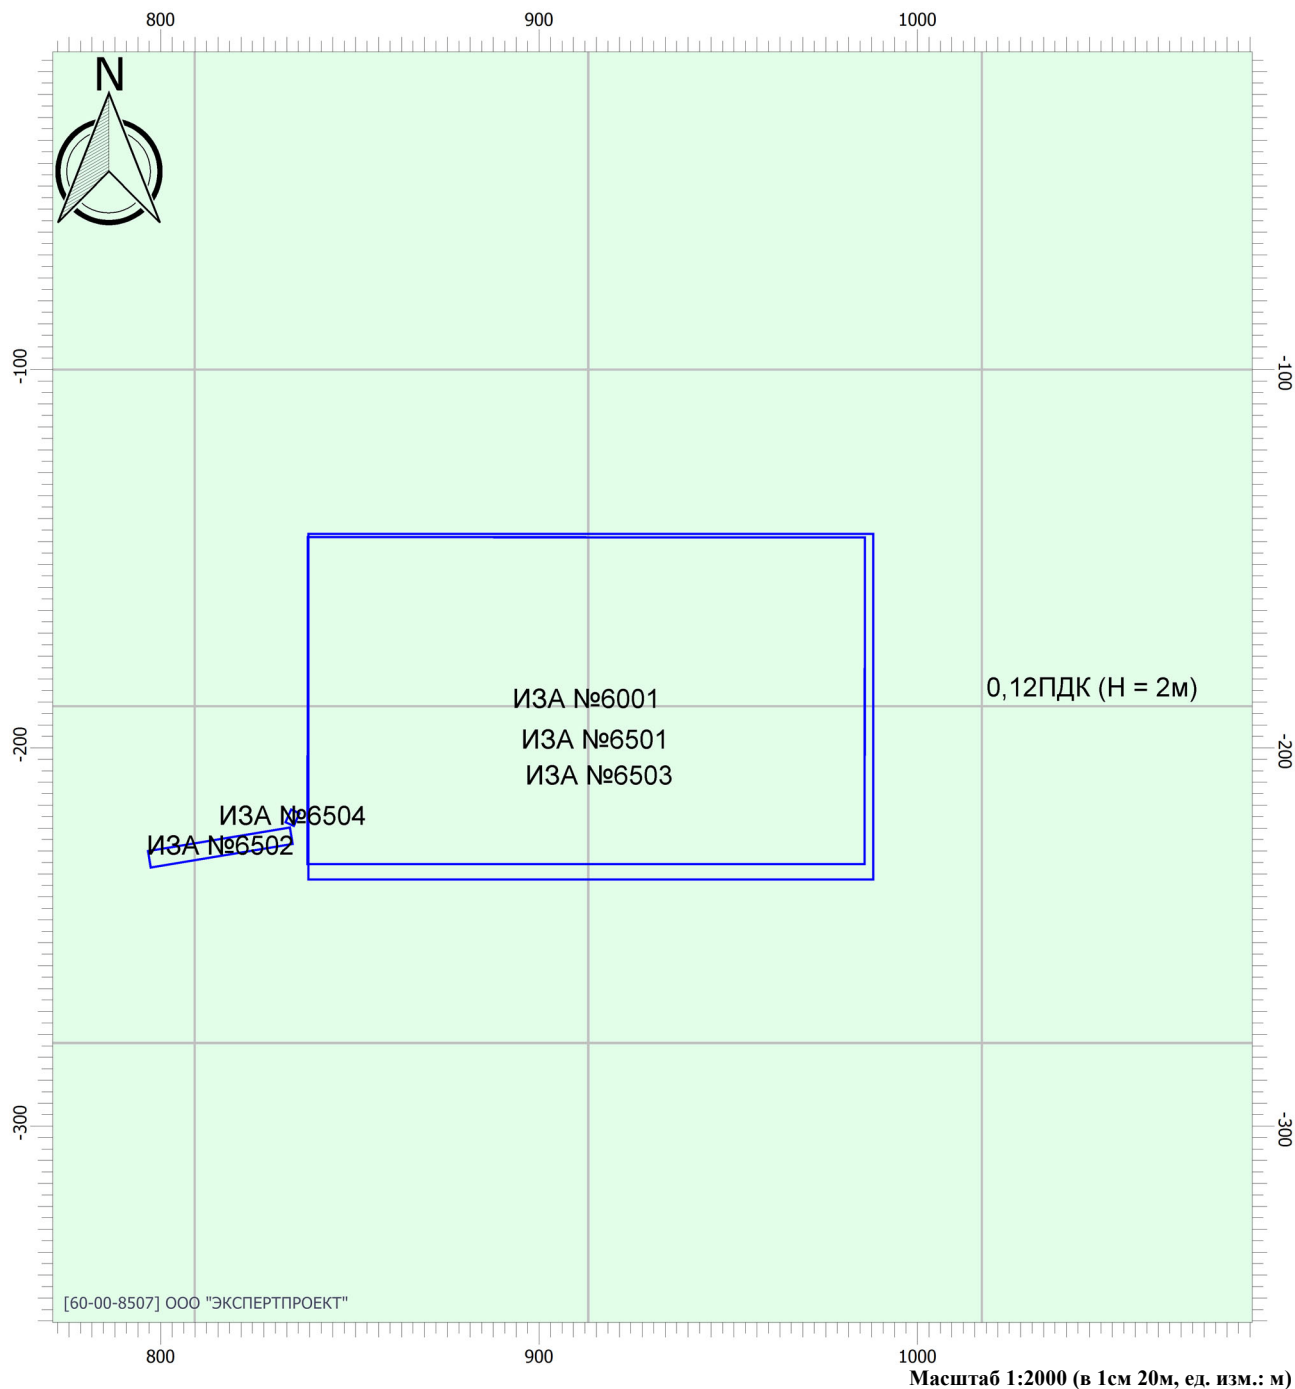 800 900 1000
N
-100 -100
0,12ПДК (Н = 2м)
ИЗА №6001
-200 ИЗА №6501 -200
ИЗА №6503
ИЗА №6504
ИЗА №6502
-300 -300
[60-00-8507] ООО "ЭКСПЕРТПРОЕКТ"
800 900 1000
Масштаб 1:2000 (в 1см 20м, ед. изм.: м)